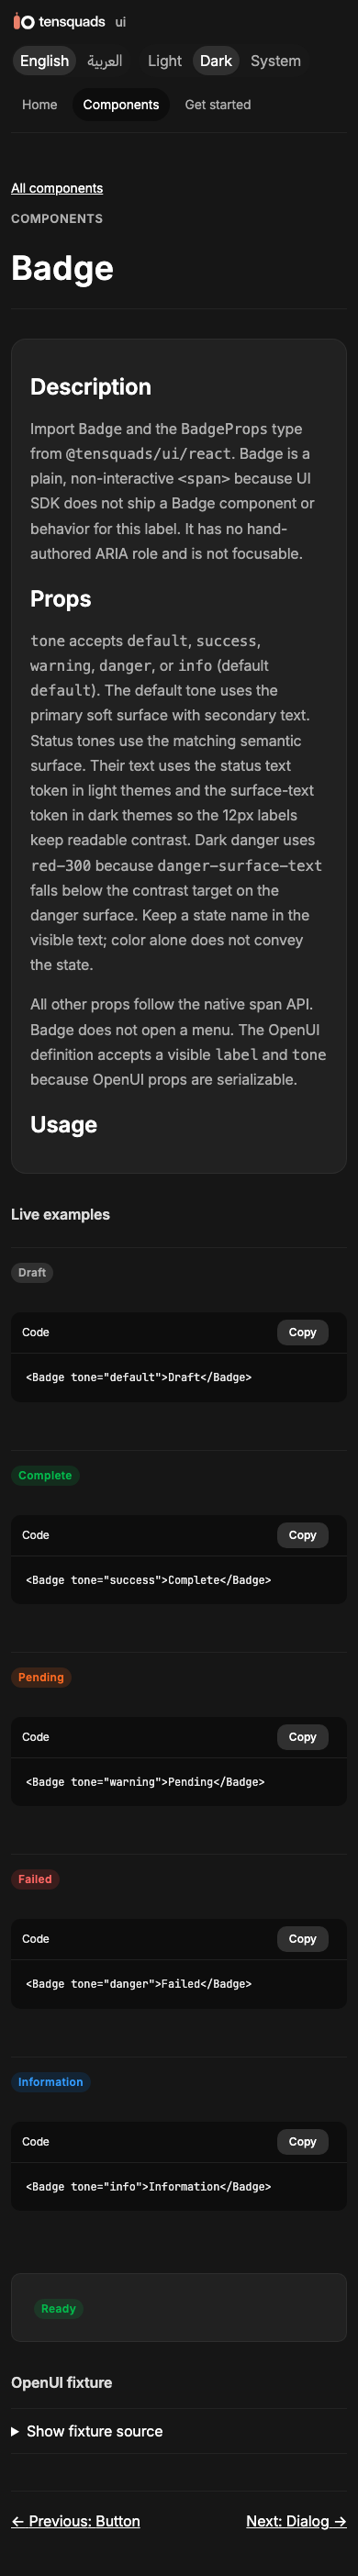 tensquads ui
English العربية Light Dark System
Home Components Get started
All components
COMPONENTS
Badge
Description
Import Badge and the BadgeProps type
from @tensquads/ui/react. Badge is a
plain, non-interactive <span> because UI
SDK does not ship a Badge component or
behavior for this label. It has no hand-
authored ARIA role and is not focusable.
Props
tone accepts default, success,
warning, danger, or info (default
default). The default tone uses the
primary soft surface with secondary text.
Status tones use the matching semantic
surface. Their text uses the status text
token in light themes and the surface-text
token in dark themes so the 12px labels
keep readable contrast. Dark danger uses
red-300 because danger-surface-text
falls below the contrast target on the
danger surface. Keep a state name in the
visible text; color alone does not convey
the state.
All other props follow the native span API.
Badge does not open a menu. The OpenUI
definition accepts a visible label and tone
because OpenUI props are serializable.
Usage
Live examples
Draft
Code Copy
<Badge tone="default">Draft</Badge>
Complete
Code Copy
<Badge tone="success">Complete</Badge>
Pending
Code Copy
<Badge tone="warning">Pending</Badge>
Failed
Code Copy
<Badge tone="danger">Failed</Badge>
Information
Code Copy
<Badge tone="info">Information</Badge>
Ready
OpenUI fixture
▶ Show fixture source
← Previous: Button Next: Dialog →